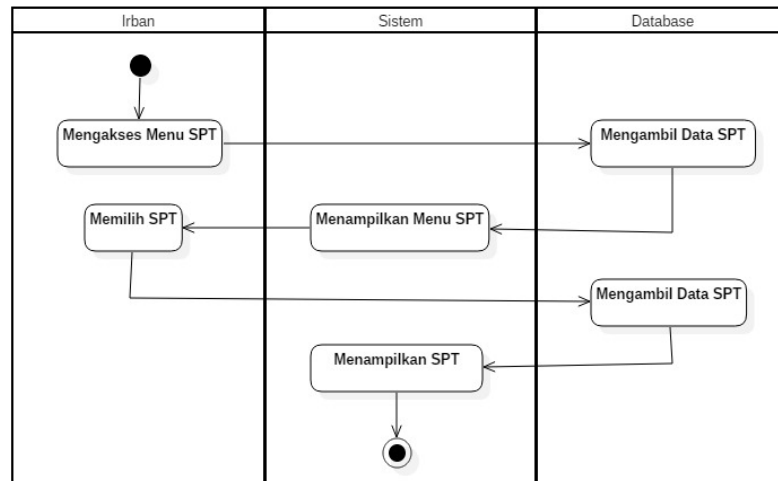 Irban
Sistem
Database
Mengakses Menu SPT
Mengambil Data SPT
Memilih SPT
Menampilkan Menu SPT
Mengambil Data SPT
Menampilkan SPT